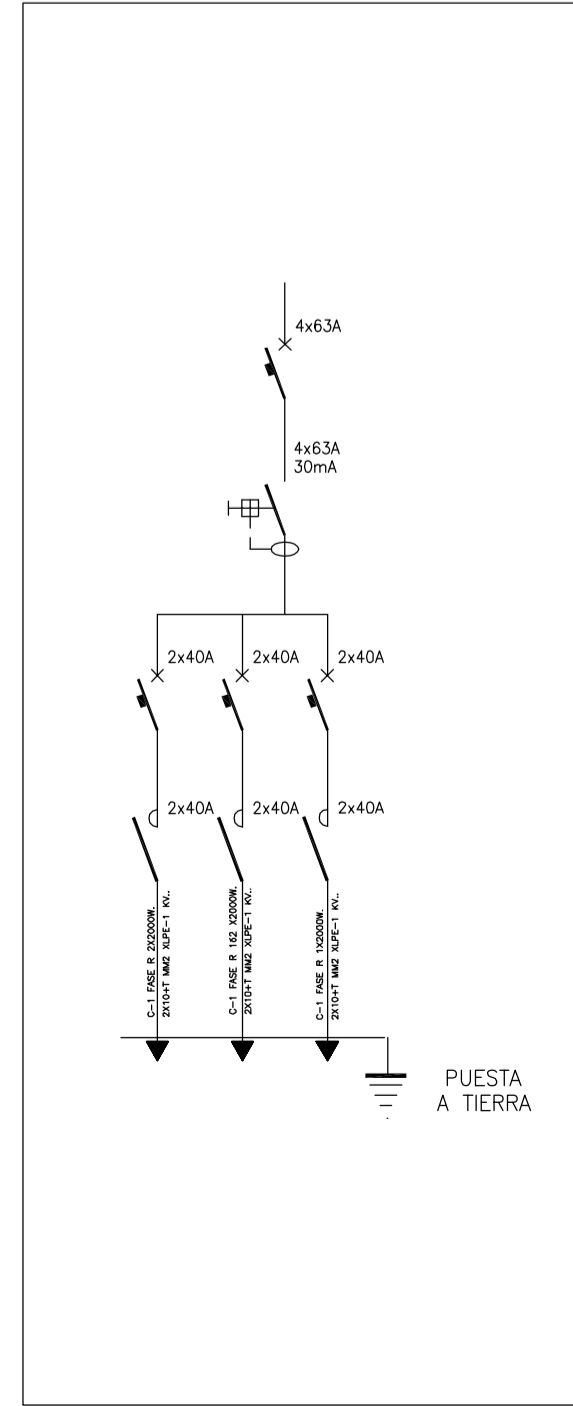 4x63A
4x63A
30mA
2x40A
2x40A
2x40A
2x40A
2x40A
2x40A
C-1 FASE R 2X2000W.
2X10+T MM2 XLPE-1 KV..
C-1 FASE R 162 X2000W.
2X10+T MM2 XLPE-1 KV..
C-1 FASE R 1X2000W.
2X10+T MM2 XLPE-1 KV..
PUESTA
A TIERRA